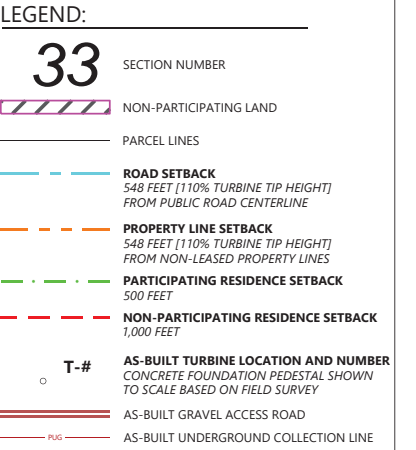 LEGEND:
33 SECTION NUMBER
NON-PARTICIPATING LAND
PARCEL LINES
ROAD SETBACK
548 FEET [110% TURBINE TIP HEIGHT]
FROM PUBLIC ROAD CENTERLINE
PROPERTY LINE SETBACK
548 FEET [110% TURBINE TIP HEIGHT]
FROM NON-LEASED PROPERTY LINES
PARTICIPATING RESIDENCE SETBACK
500 FEET
NON-PARTICIPATING RESIDENCE SETBACK
1,000 FEET
T-# AS-BUILT TURBINE LOCATION AND NUMBER
CONCRETE FOUNDATION PEDESTAL SHOWN
TO SCALE BASED ON FIELD SURVEY
AS-BUILT GRAVEL ACCESS ROAD
PUG AS-BUILT UNDERGROUND COLLECTION LINE